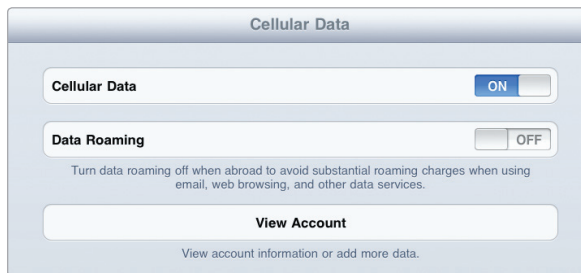 Cellular Data
Cellular Data ON
Data Roaming OFF
Turn data roaming off when abroad to avoid substantial roaming charges when using
email, web browsing, and other data services.
View Account
View account information or add more data.